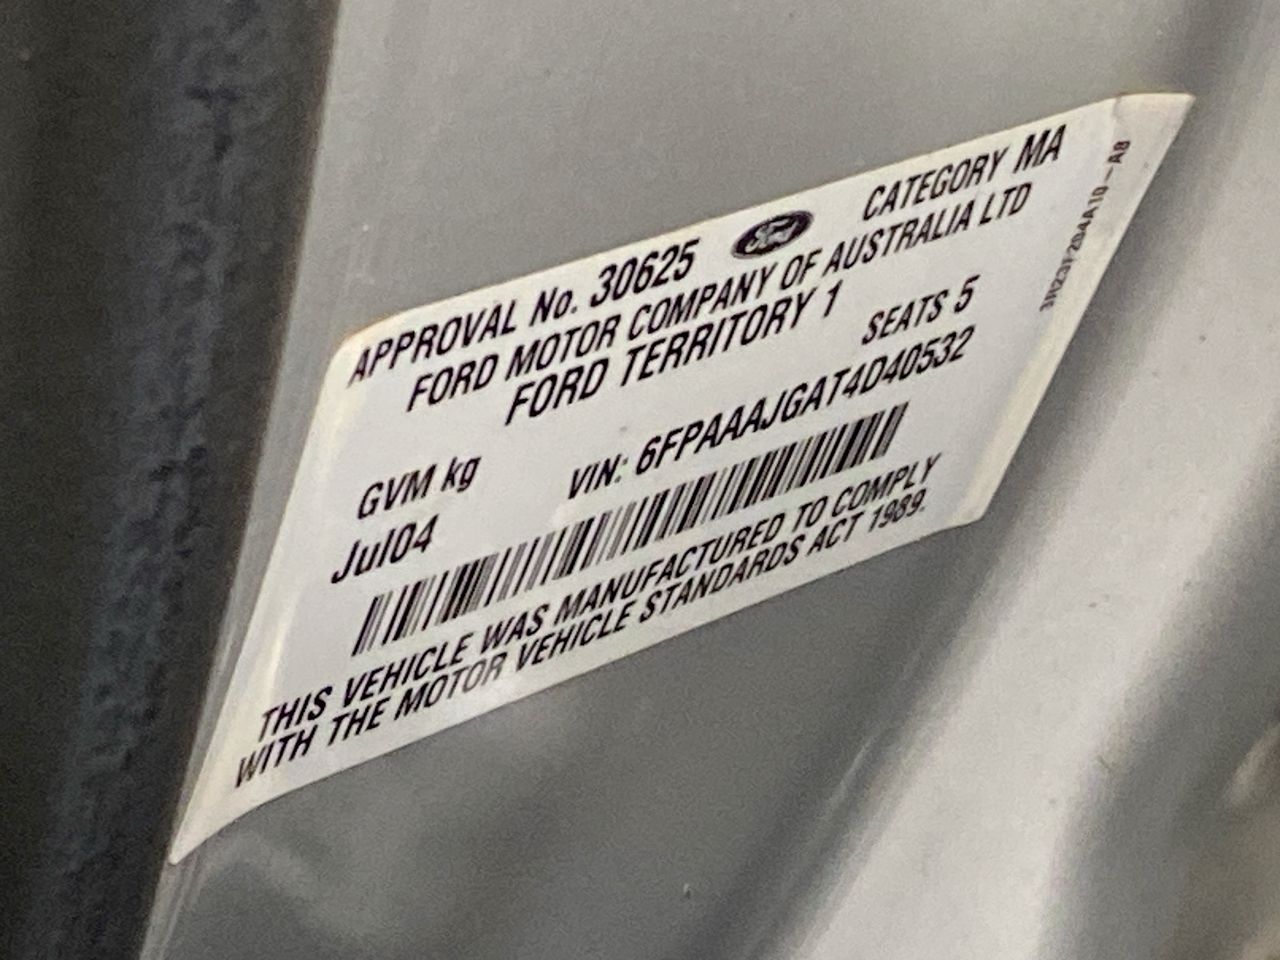 APPROVAL No. 30625 Ford CATEGORY MA
FORD MOTOR COMPANY OF AUSTRALIA LTD
FORD TERRITORY 1
SEATS 5
GVM kg VIN: 6FPAAAJGAT4D40532
Jul04
THIS VEHICLE WAS MANUFACTURED TO COMPLY
WITH THE MOTOR VEHICLE STANDARDS ACT 1989.